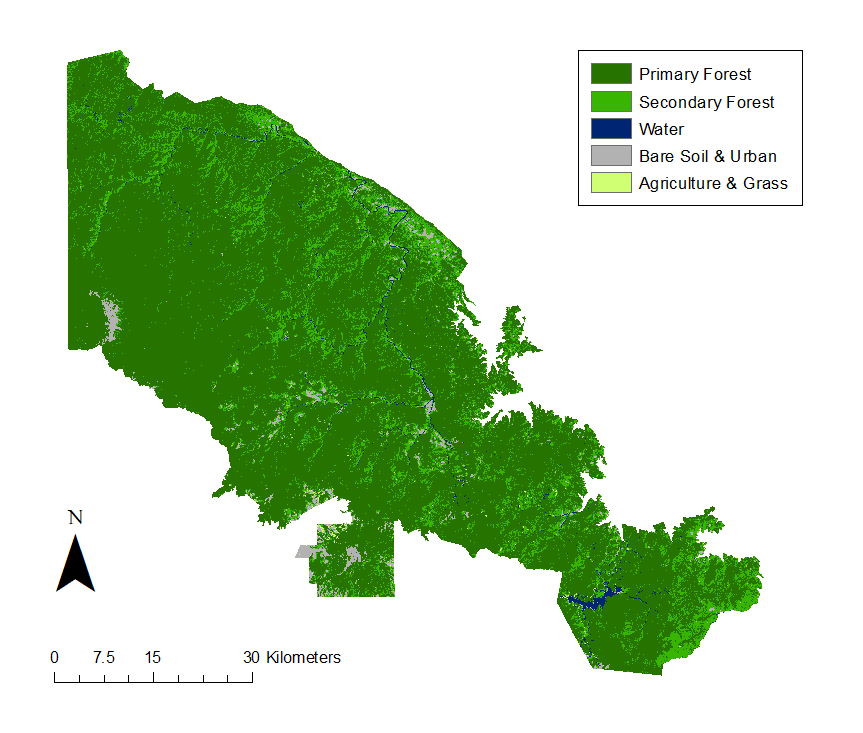 Primary Forest
Secondary Forest
Water
Bare Soil & Urban
Agriculture & Grass
N
0 7.5 15 30 Kilometers